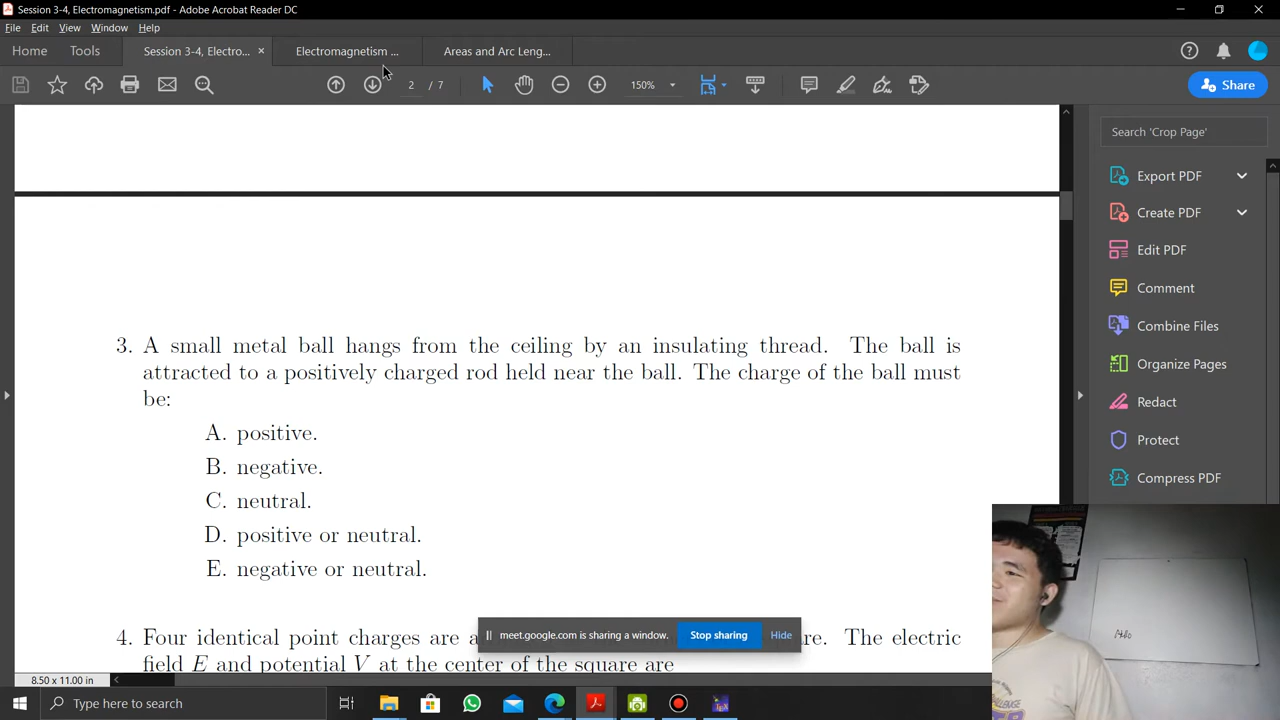 Session 3-4, Electromagnetism.pdf - Adobe Acrobat Reader DC
File Edit View Window Help
Home Tools Session 3-4, Electro... × Electromagnetism ... Areas and Arc Leng...
2 / 7 150% Share
Search 'Crop Page'
Export PDF
Create PDF
Edit PDF
Comment
Combine Files
Organize Pages
Redact
Protect
Compress PDF
3. A small metal ball hangs from the ceiling by an insulating thread. The ball is
attracted to a positively charged rod held near the ball. The charge of the ball must
be:
A. positive.
B. negative.
C. neutral.
D. positive or neutral.
E. negative or neutral.
meet.google.com is sharing a window. Stop sharing Hide
4. Four identical point charges are a re. The electric
field E and potential V at the center of the square are
8.50 x 11.00 in
Type here to search